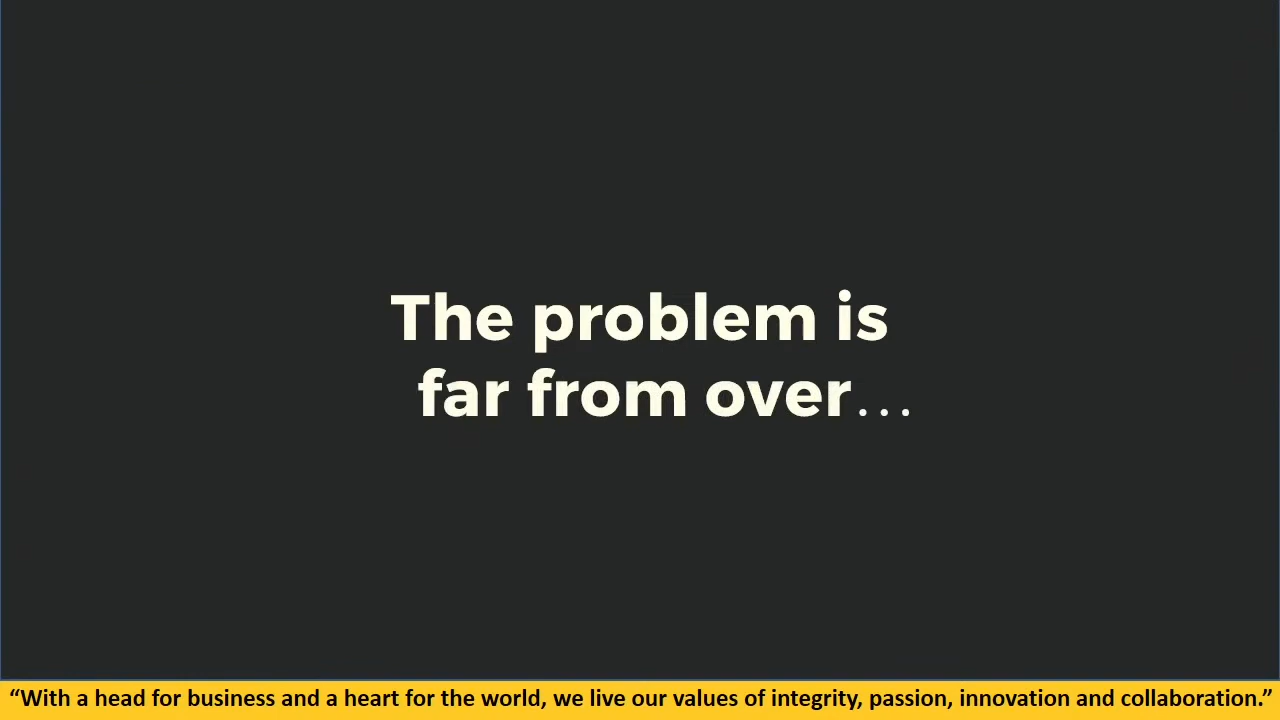 The problem is
far from over...
“With a head for business and a heart for the world, we live our values of integrity, passion, innovation and collaboration.”